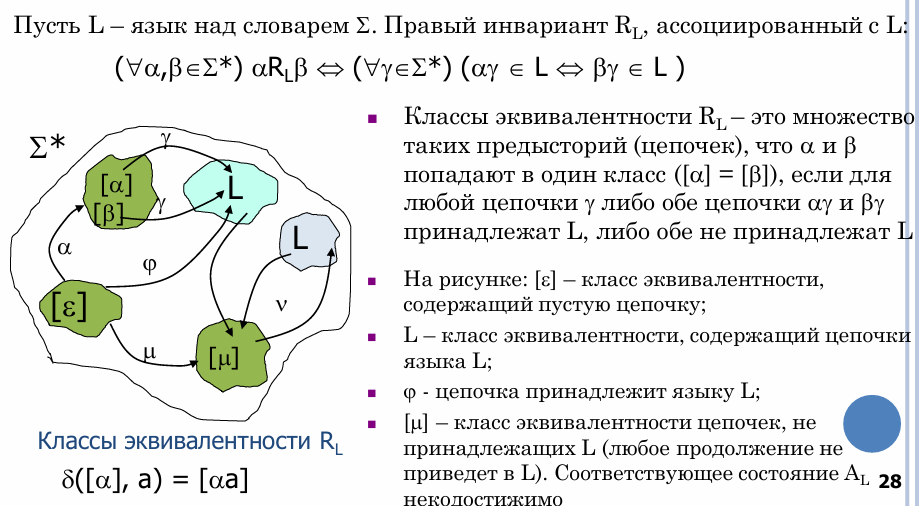 Пусть L – язык над словарем Σ. Правый инвариант R_L, ассоциированный с L:
(∀α,β∈Σ*) αR_Lβ ⇔ (∀γ∈Σ*) (αγ ∈ L ⇔ βγ ∈ L )
Σ*
γ
[α]
[β]
γ
L
L
α
φ
[ε]
ν
μ
[μ]
Классы эквивалентности R_L
δ([α], a) = [αa]
Классы эквивалентности R_L – это множество
таких предысторий (цепочек), что α и β
попадают в один класс ([α] = [β]), если для
любой цепочки γ либо обе цепочки αγ и βγ
принадлежат L, либо обе не принадлежат L
На рисунке: [ε] – класс эквивалентности,
содержащий пустую цепочку;
L – класс эквивалентности, содержащий цепочки
языка L;
φ - цепочка принадлежит языку L;
[μ] – класс эквивалентности цепочек, не
принадлежащих L (любое продолжение не
приведет в L). Соответствующее состояние A_L
некодостижимо
28